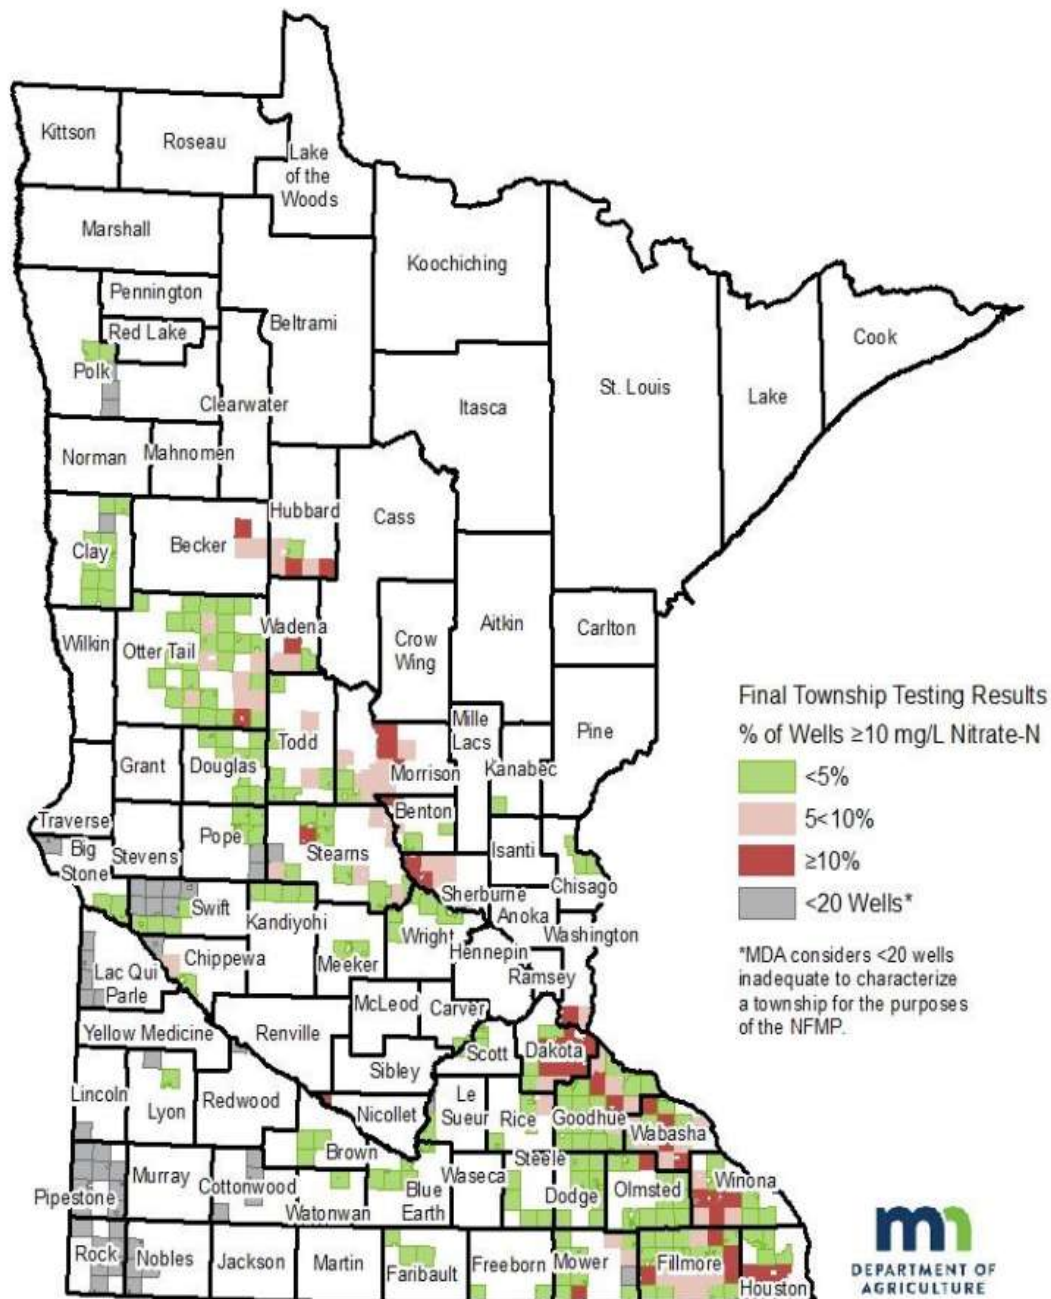 Kittson
Roseau
Lake
of the
Woods
Marshall
Koochiching
Pennington
Beltrami
Red Lake
Cook
Polk
St. Louis
Lake
Clearwater
Itasca
Norman
Mahnomen
Hubbard
Cass
Clay
Becker
Wadena
Aitkin
Carlton
Wilkin
Otter Tail
Crow
Wing
Mille
Lacs
Pine
Todd
Grant
Douglas
Morrison
Kanabec
Benton
Traverse
Big
Stone
Stevens
Pope
Stearns
Isanti
Sherburne
Chisago
Swift
Kandiyohi
Anoka
Wright
Washington
Hennepin
Chippewa
Meeker
Lac Qui
Parle
Ramsey
McLeod
Carver
Yellow Medicine
Renville
Scott
Dakota
Sibley
Lincoln
Lyon
Redwood
Nicollet
Le
Sueur
Rice
Goodhue
Wabasha
Brown
Steele
Murray
Cottonwood
Waseca
Winona
Pipestone
Blue
Earth
Dodge
Olmsted
Watonwan
Rock
Nobles
Jackson
Martin
Faribault
Freeborn
Mower
Fillmore
Houston
Final Township Testing Results
% of Wells ≥10 mg/L Nitrate-N
<5%
5<10%
≥10%
<20 Wells*
*MDA considers <20 wells
inadequate to characterize
a township for the purposes
of the NFMP.
mn
DEPARTMENT OF
AGRICULTURE